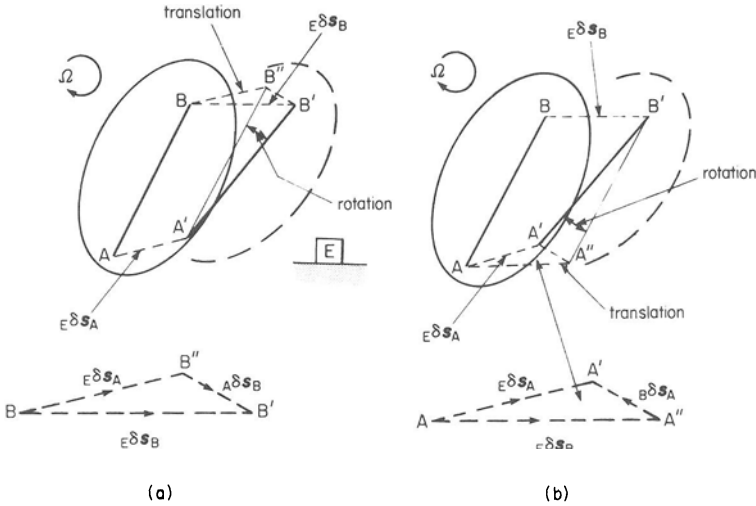 translation
EδsB
Ω
B
B"
B'
rotation
A
A'
E
EδsA
B
EδsA
B"
AδsB
B'
EδsB
(a)
EδsB
Ω
B
B'
rotation
A
A'
A"
translation
EδsA
A
EδsA
A'
BδsA
A"
EδsB
(b)